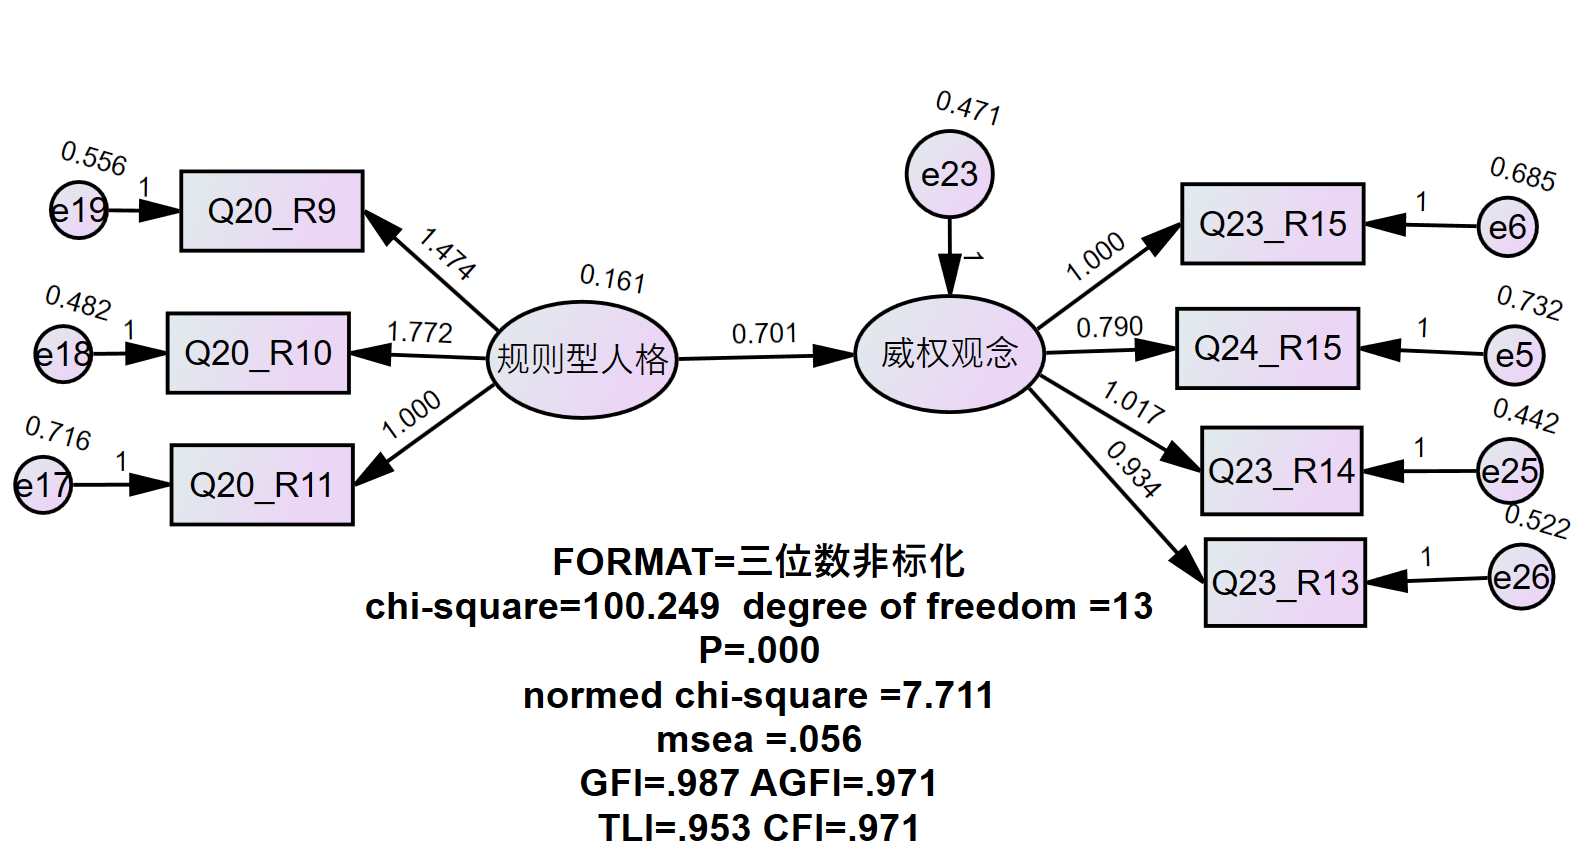 0.471
0.556
1
e19
Q20_R9
1.474
e23
1
0.685
1
e6
Q23_R15
1.000
0.482
1
e18
Q20_R10
1.772
0.161
规则型人格
0.701
威权观念
0.790
Q24_R15
1
0.732
e5
0.716
1
e17
Q20_R11
1.000
1.017
Q23_R14
1
0.442
e25
0.934
Q23_R13
1
0.522
e26
FORMAT=三位数非标化
chi-square=100.249 degree of freedom =13
P=.000
normed chi-square =7.711
msea =.056
GFI=.987 AGFI=.971
TLI=.953 CFI=.971